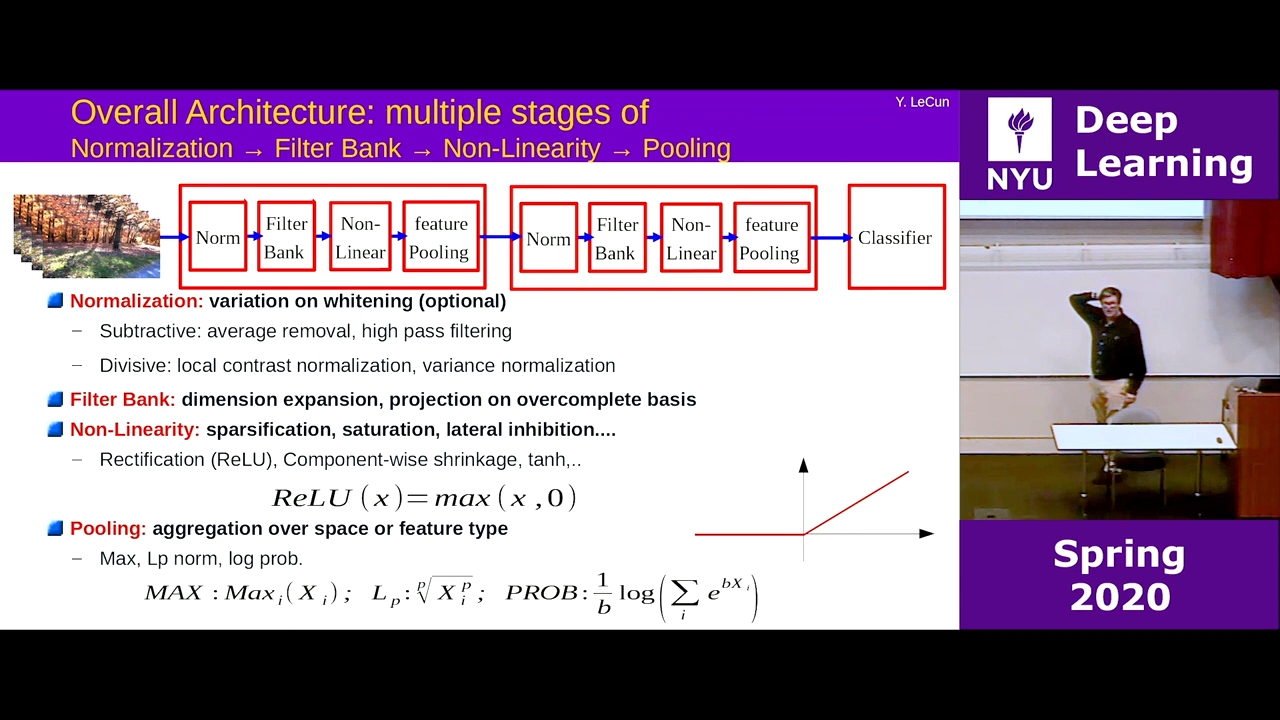 Overall Architecture: multiple stages of
Y. LeCun
Normalization → Filter Bank → Non-Linearity → Pooling
NYU
Deep
Learning
Norm
Filter
Bank
Non-
Linear
feature
Pooling
Norm
Filter
Bank
Non-
Linear
feature
Pooling
Classifier
Normalization: variation on whitening (optional)
– Subtractive: average removal, high pass filtering
– Divisive: local contrast normalization, variance normalization
Filter Bank: dimension expansion, projection on overcomplete basis
Non-Linearity: sparsification, saturation, lateral inhibition....
– Rectification (ReLU), Component-wise shrinkage, tanh,..
ReLU (x)=max(x ,0)
Pooling: aggregation over space or feature type
– Max, Lp norm, log prob.
MAX : Max_i(X_i) ; L_p : \sqrt[p]{X_i^p} ; PROB : \frac{1}{b} log(∑_i e^{bX_i})
Spring
2020